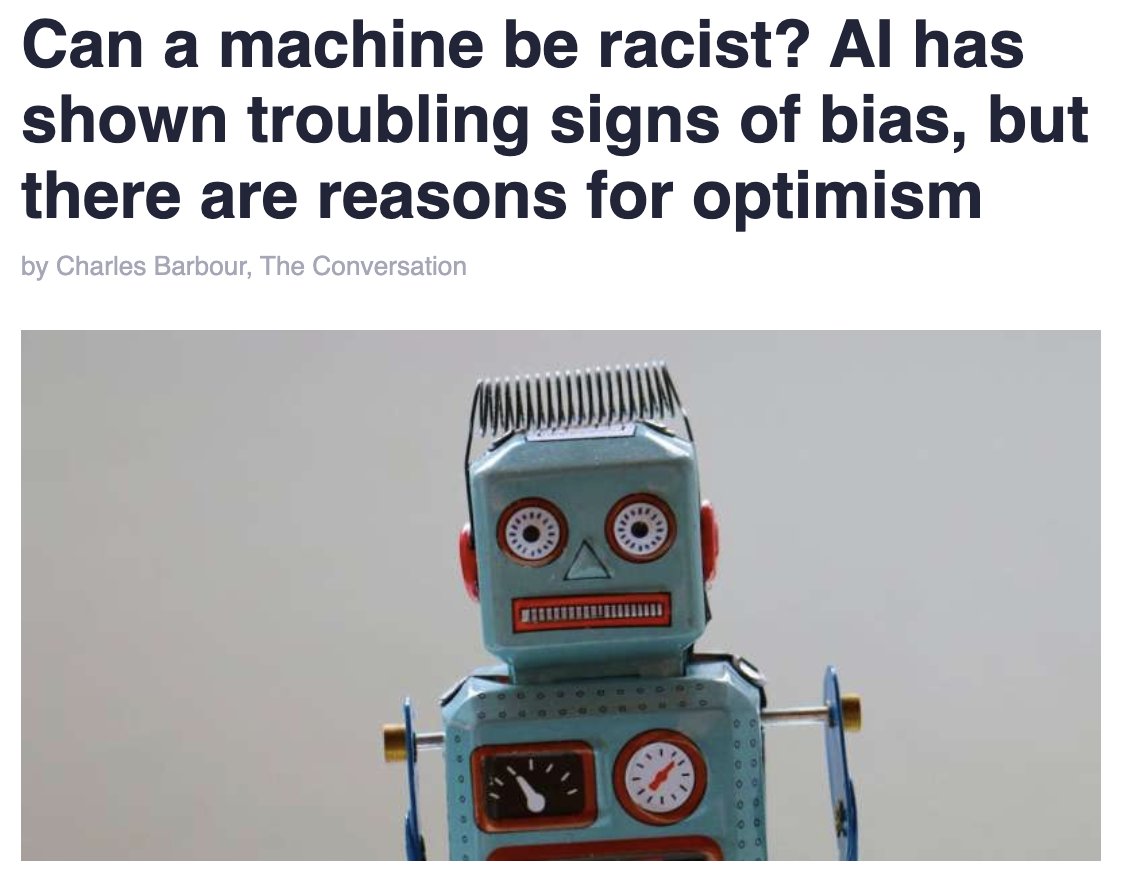 Can a machine be racist? AI has
shown troubling signs of bias, but
there are reasons for optimism
by Charles Barbour, The Conversation